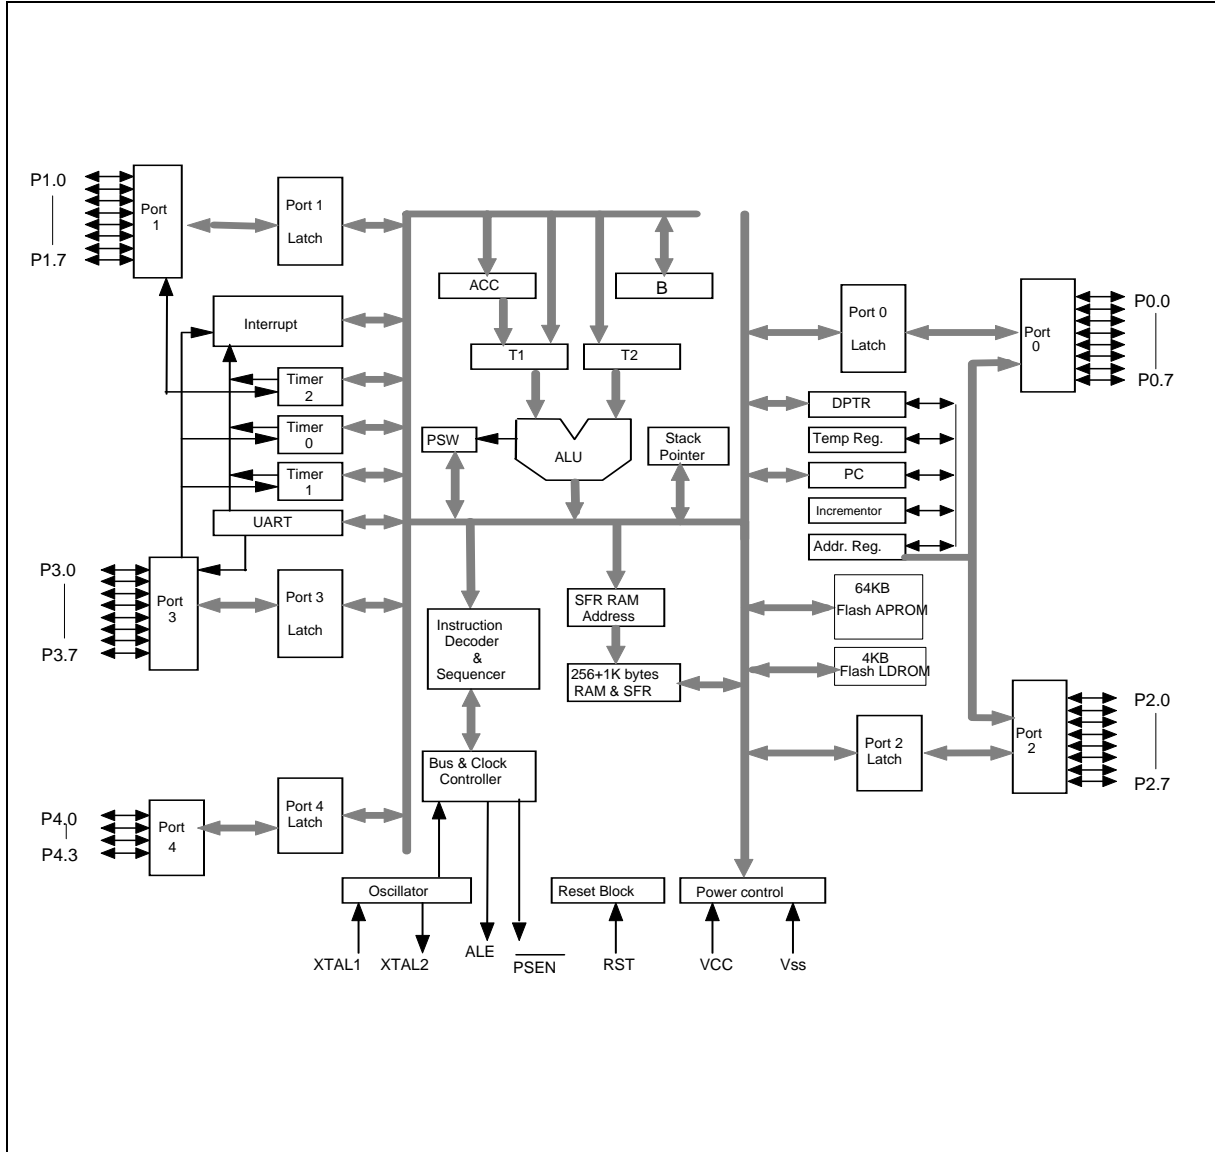 P1.0
P1.7
Port
1
Port 1
Latch
Interrupt
Timer
2
Timer
0
Timer
1
UART
P3.0
P3.7
Port
3
Port 3
Latch
P4.0
P4.3
Port
4
Port 4
Latch
ACC
B
T1
T2
PSW
ALU
Stack
Pointer
Instruction
Decoder
&
Sequencer
SFR RAM
Address
256+1K bytes
RAM & SFR
Bus & Clock
Controller
Oscillator
Reset Block
Power control
XTAL1
XTAL2
ALE
PSEN
RST
VCC
Vss
Port 0
Latch
Port
0
P0.0
P0.7
DPTR
Temp Reg.
PC
Incrementor
Addr. Reg.
64KB
Flash APROM
4KB
Flash LDROM
Port 2
Latch
Port
2
P2.0
P2.7